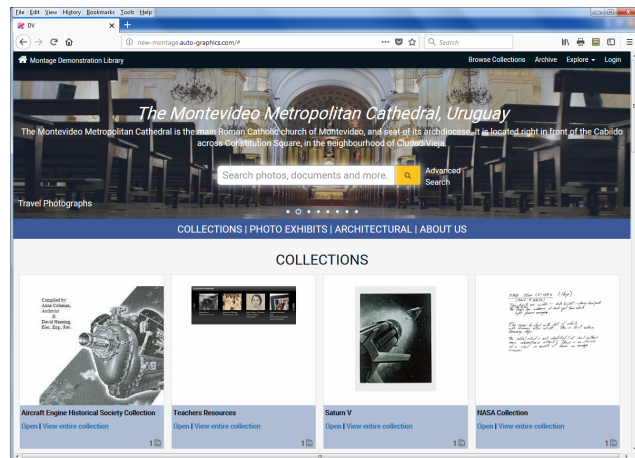 File Edit View History Bookmarks Tools Help
DV
new-montage.auto-graphics.com/#
Search
Montage Demonstration Library
Browse Collections Archive Explore Login
The Montevideo Metropolitan Cathedral, Uruguay
The Montevideo Metropolitan Cathedral is the main Roman Catholic church of Montevideo, and seat of its archdiocese. It is located right in front of the Cabildo
across Constitution Square, in the neighbourhood of Ciudad Vieja.
Search photos, documents and more.
Advanced
Search
Travel Photographs
COLLECTIONS | PHOTO EXHIBITS | ARCHITECTURAL | ABOUT US
COLLECTIONS
Compiled by:
Anne Coleman,
Archivist
&
David Manning,
Elec. Eng., Ret.
Aircraft Engine Historical Society Collection
Open | View entire collection
1
Teachers Resources
Open | View entire collection
1
Saturn V
Open | View entire collection
1
NASA Collection
Open | View entire collection
1